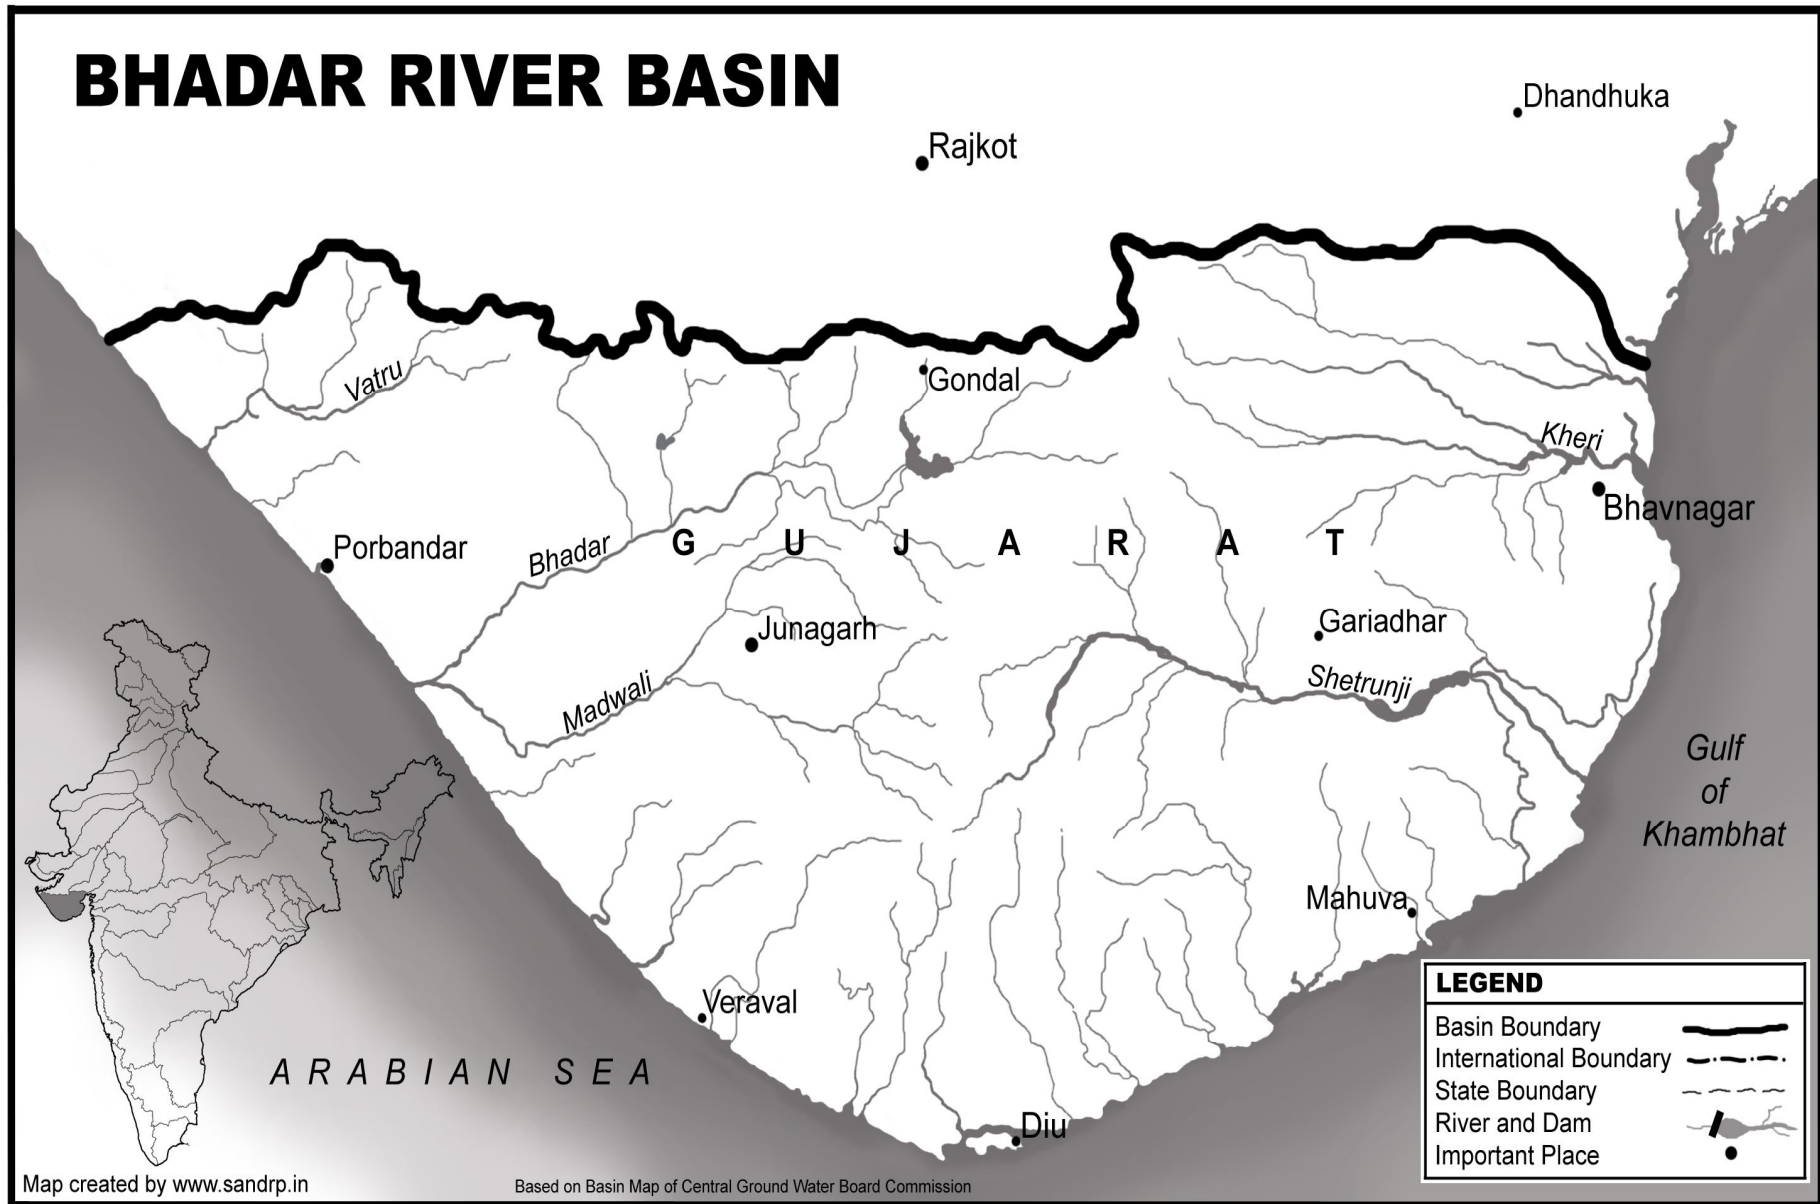 BHADAR RIVER BASIN
Dhandhuka
Rajkot
Vatru
Gondal
Kheri
Bhavnagar
Porbandar
Bhadar
G U J A R A T
Junagarh
Gariadhar
Madwali
Shetrunji
Gulf
of
Khambhat
Mahuva
Veraval
ARABIAN SEA
Diu
LEGEND
Basin Boundary
International Boundary
State Boundary
River and Dam
Important Place
Map created by www.sandrp.in
Based on Basin Map of Central Ground Water Board Commission